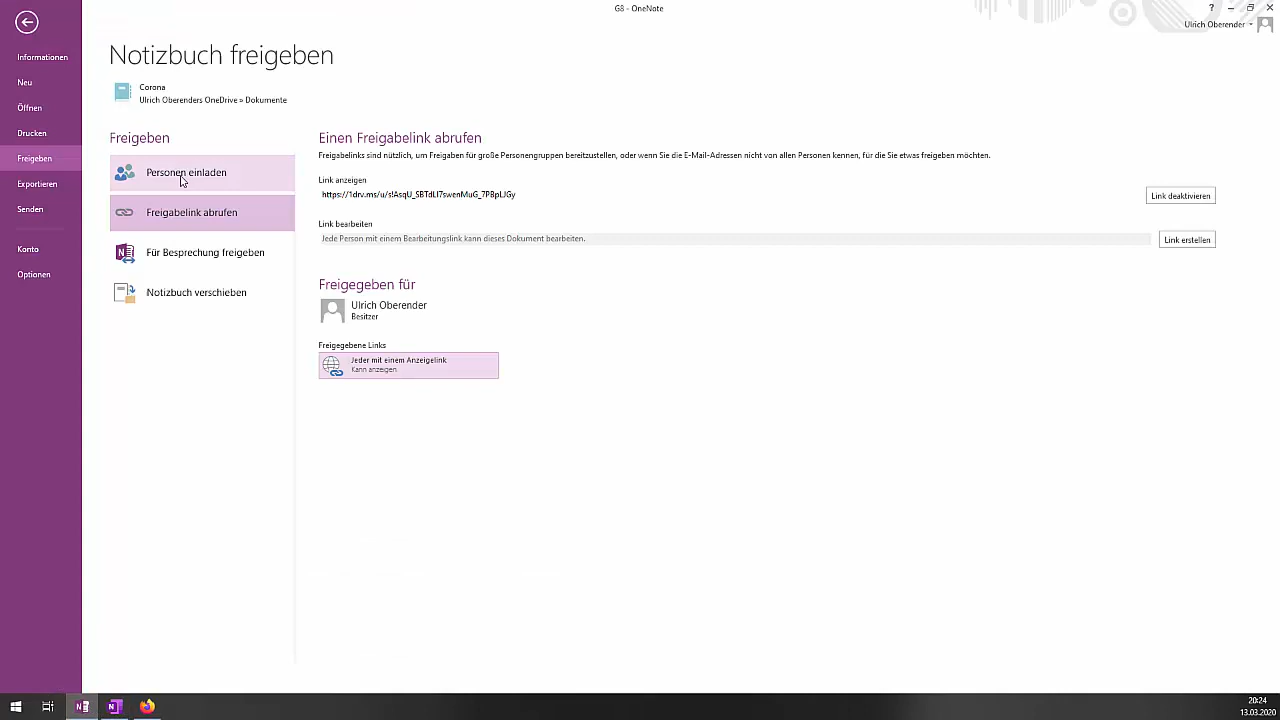 G8 - OneNote
?
Ulrich Oberender
Informationen
Neu
Öffnen
Drucken
Freigeben
Exportieren
Senden
Konto
Optionen
Notizbuch freigeben
Corona
Ulrich Oberenders OneDrive » Dokumente
Freigeben
Personen einladen
Freigabelink abrufen
Für Besprechung freigeben
Notizbuch verschieben
Einen Freigabelink abrufen
Freigabelinks sind nützlich, um Freigaben für große Personengruppen bereitzustellen, oder wenn Sie die E-Mail-Adressen nicht von allen Personen kennen, für die Sie etwas freigeben möchten.
Link anzeigen
https://1drv.ms/u/s!AsqU_SBTdLI7swenMuG_7PBpLJGy
Link deaktivieren
Link bearbeiten
Jede Person mit einem Bearbeitungslink kann dieses Dokument bearbeiten.
Link erstellen
Freigegeben für
Ulrich Oberender
Besitzer
Freigegebene Links
Jeder mit einem Anzeigelink
Kann anzeigen
20:24
13.03.2020